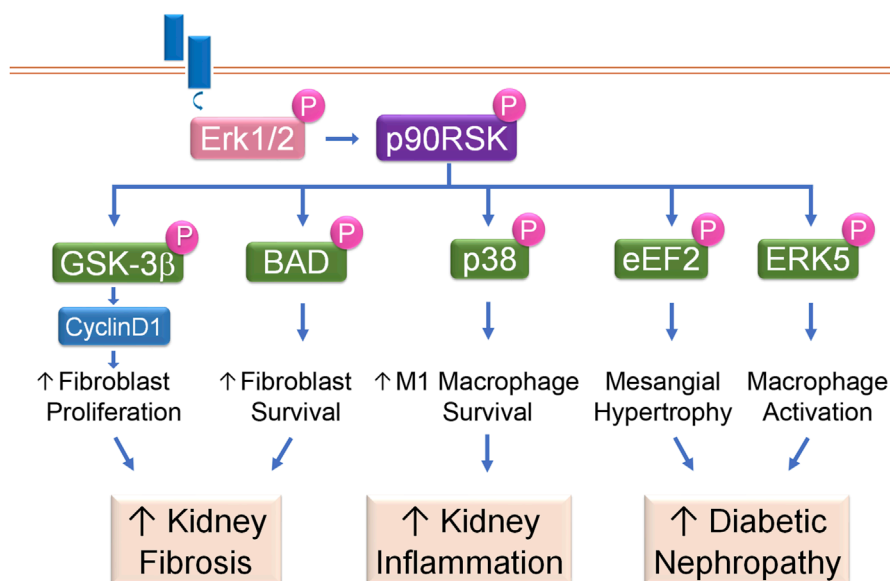 P
P
Erk1/2
p90RSK
P
P
P
P
P
GSK-3β
BAD
p38
eEF2
ERK5
CyclinD1
↑ Fibroblast
Proliferation
↑ Fibroblast
Survival
↑ M1 Macrophage
Survival
Mesangial
Hypertrophy
Macrophage
Activation
↑ Kidney
Fibrosis
↑ Kidney
Inflammation
↑ Diabetic
Nephropathy